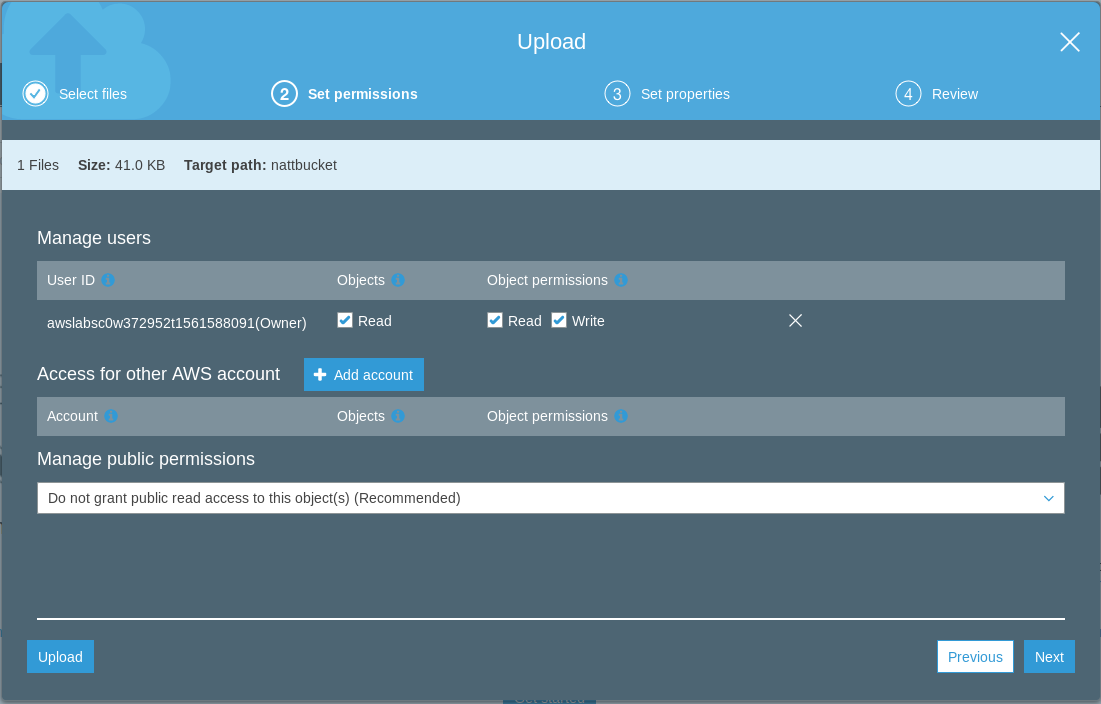 Upload
Select files
2 Set permissions
3 Set properties
4 Review
1 Files Size: 41.0 KB Target path: nattbucket
Manage users
User ID Objects Object permissions
awslabsc0w372952t1561588091(Owner) Read Read Write
Access for other AWS account Add account
Account Objects Object permissions
Manage public permissions
Do not grant public read access to this object(s) (Recommended)
Upload Previous Next